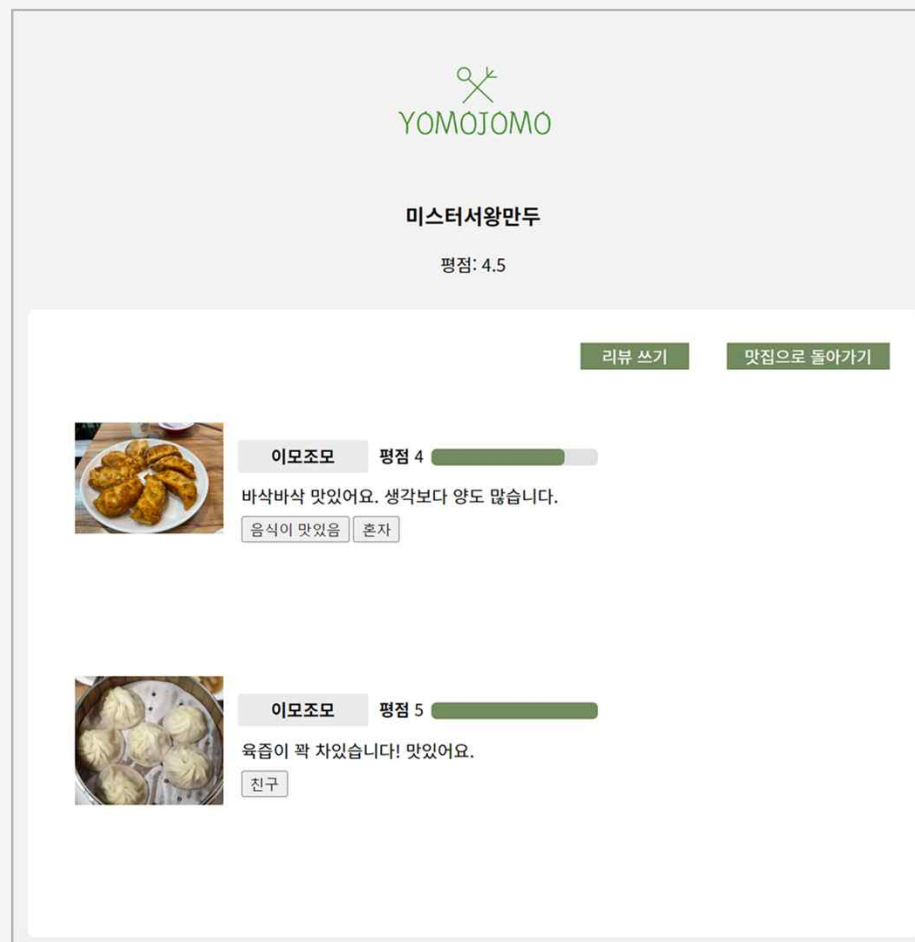 YOMOJOMO
미스터서왕만두
평점: 4.5
리뷰 쓰기 맛집으로 돌아가기
이모조모 평점 4
바삭바삭 맛있어요. 생각보다 양도 많습니다.
음식이 맛있음 혼자
이모조모 평점 5
육즙이 꽉 차있습니다! 맛있어요.
친구